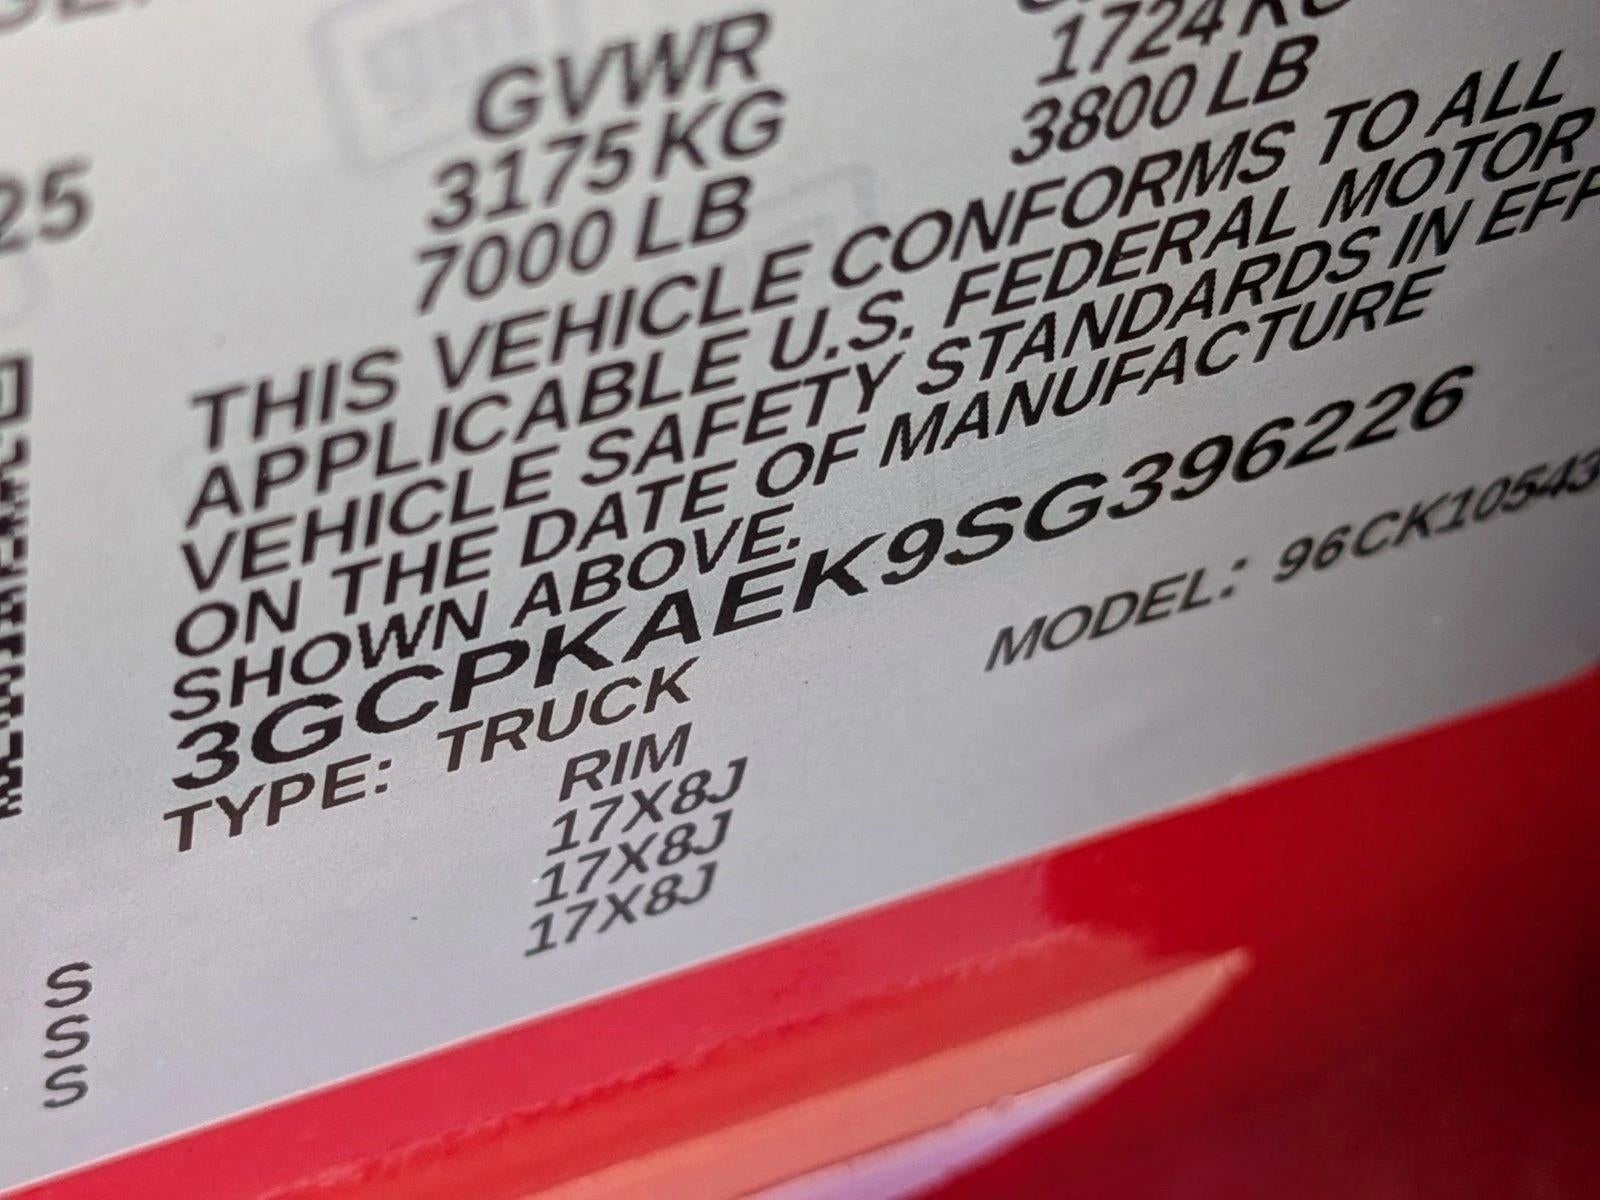 gm
GVWR
3175 KG
7000 LB
1724 KG
3800 LB
25
THIS VEHICLE CONFORMS TO ALL
APPLICABLE U.S. FEDERAL MOTOR
VEHICLE SAFETY STANDARDS IN EFF
ON THE DATE OF MANUFACTURE
SHOWN ABOVE.
3GCPKAEK9SG396226
TYPE: TRUCK
MODEL: 96CK10543
RIM
17X8J
17X8J
17X8J
S
S
S